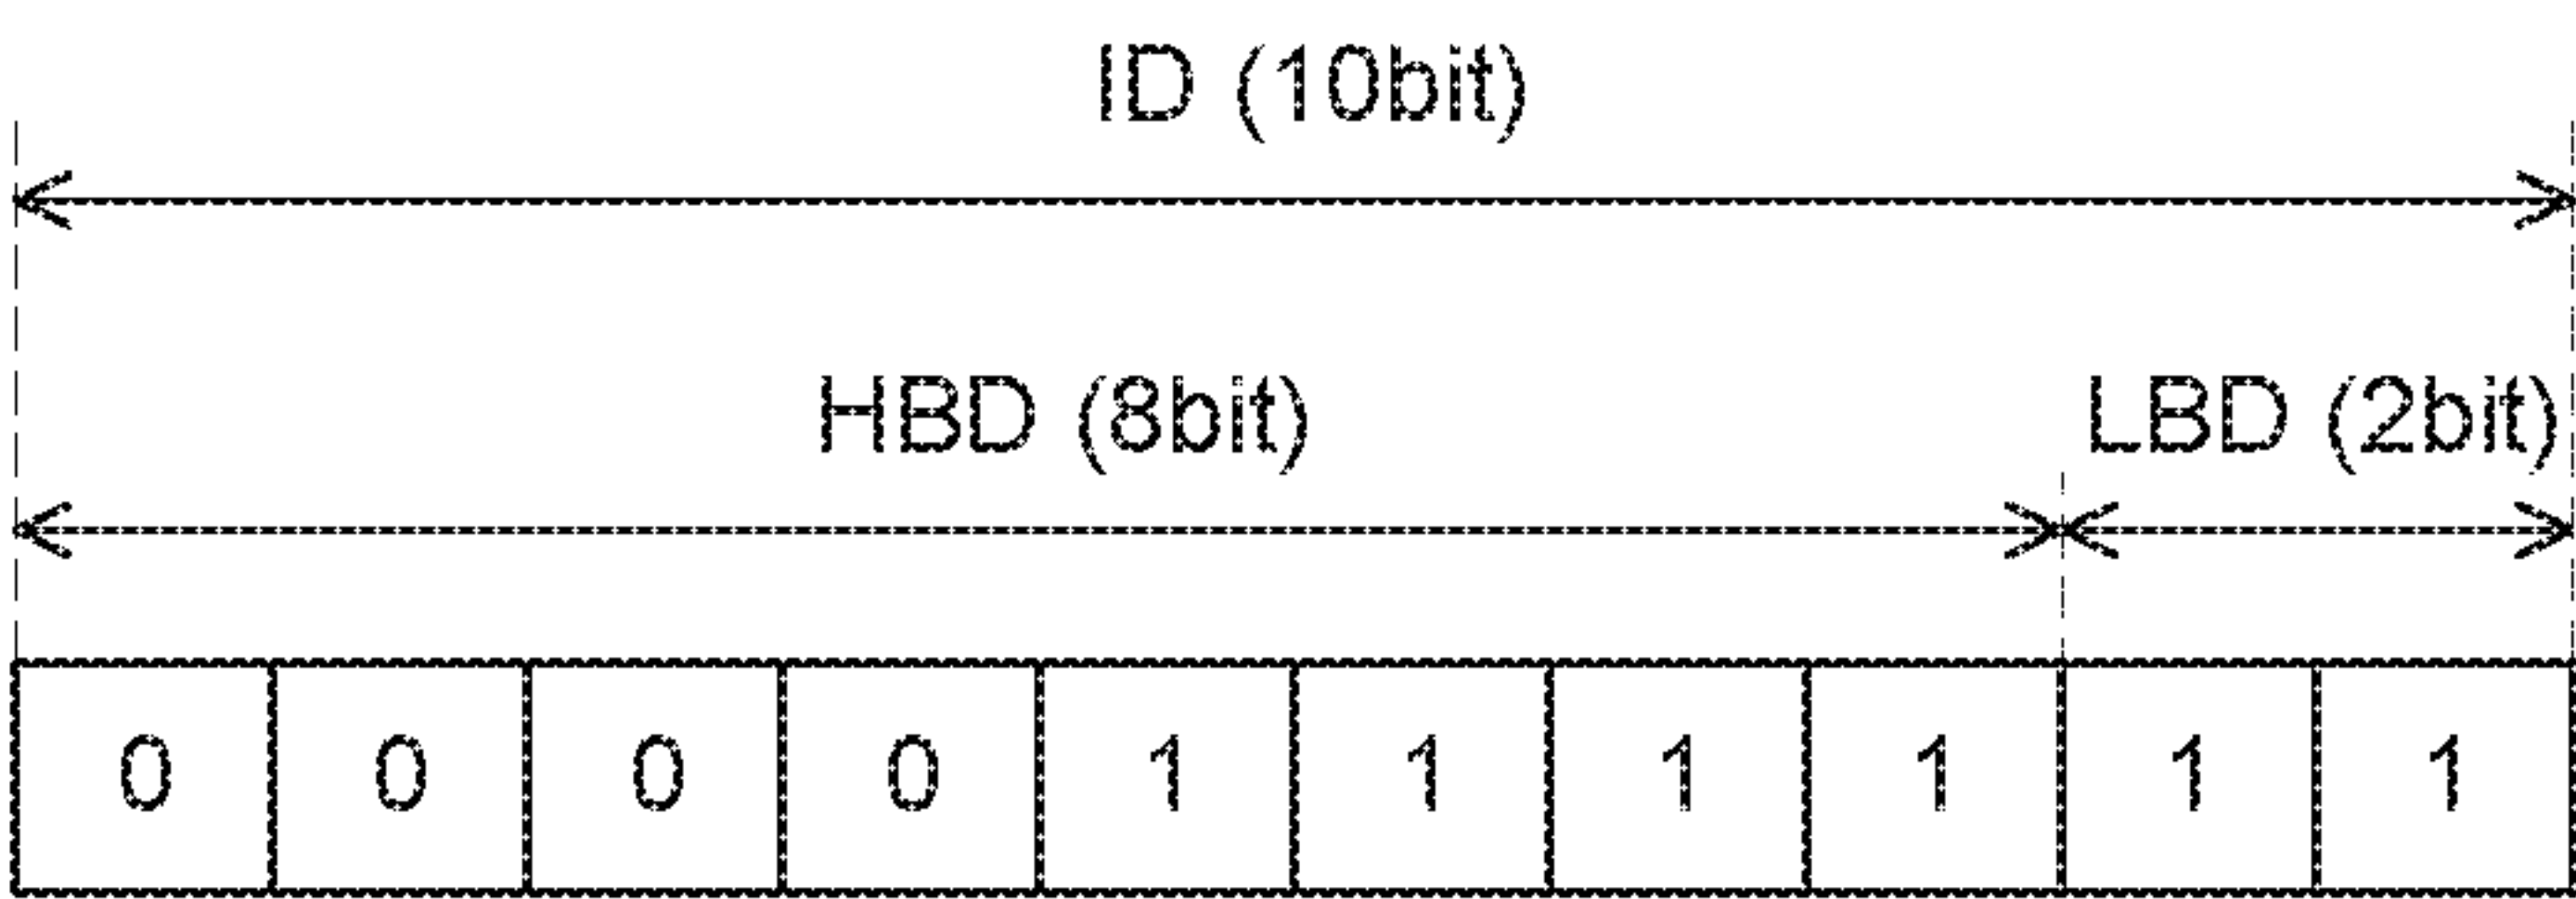 ID (10bit)
HBD (8bit) LBD (2bit)
0 0 0 0 1 1 1 1 1 1